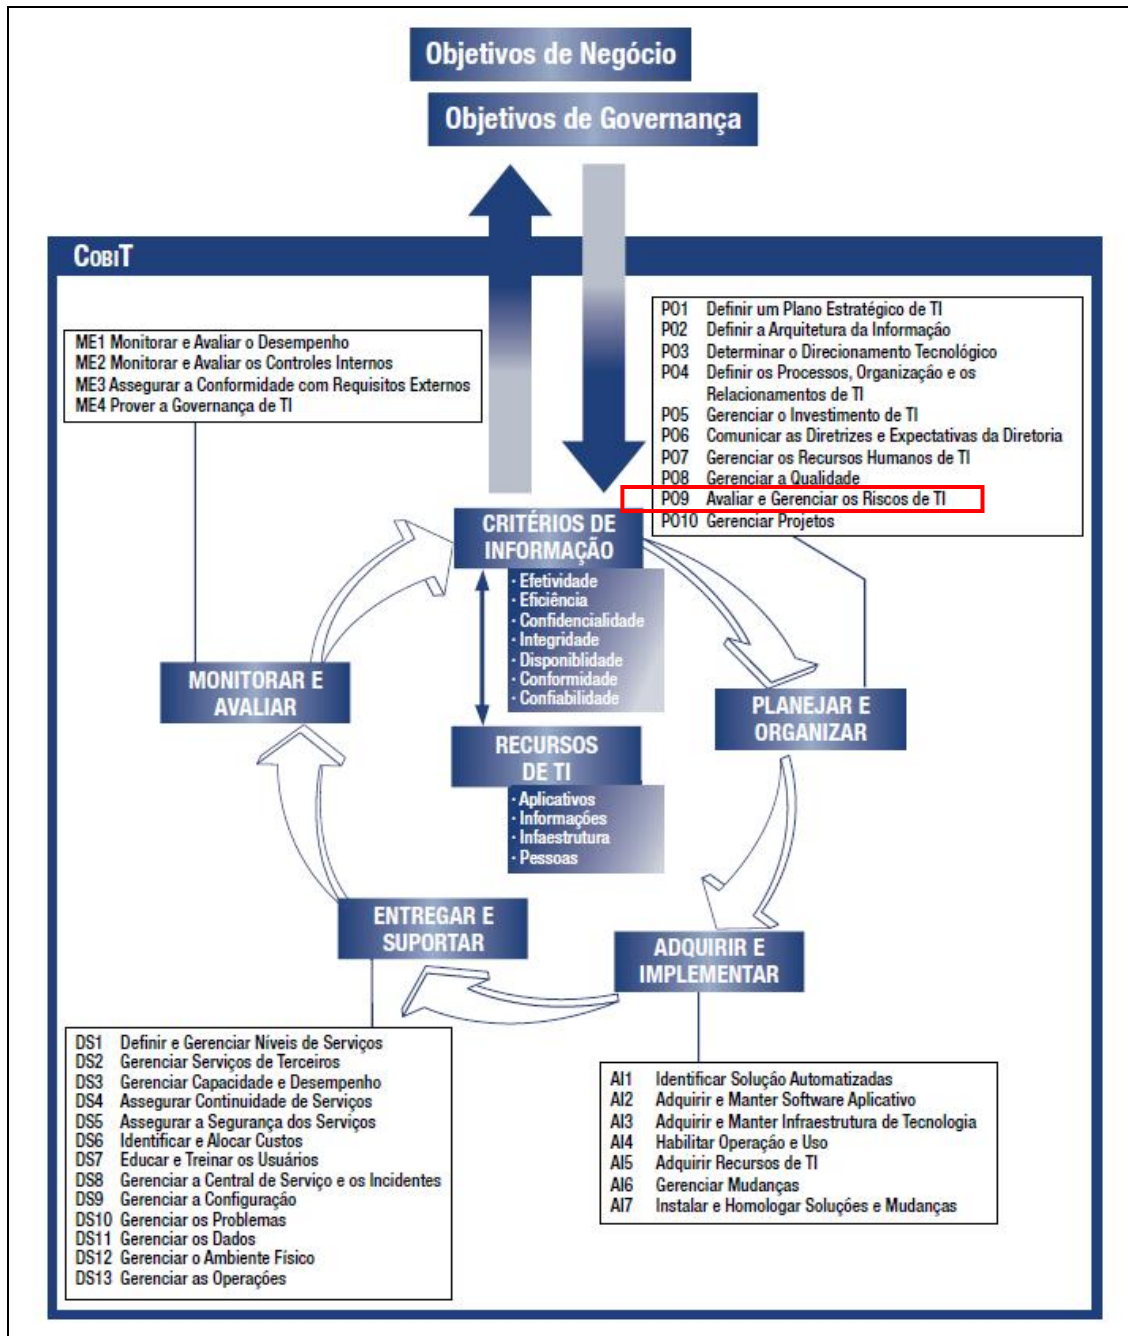 Objetivos de Negócio
Objetivos de Governança
COBIT
ME1 Monitorar e Avaliar o Desempenho
ME2 Monitorar e Avaliar os Controles Internos
ME3 Assegurar a Conformidade com Requisitos Externos
ME4 Prover a Governança de TI
PO1 Definir um Plano Estratégico de TI
PO2 Definir a Arquitetura da Informação
PO3 Determinar o Direcionamento Tecnológico
PO4 Definir os Processos, Organização e os
Relacionamentos de TI
PO5 Gerenciar o Investimento de TI
PO6 Comunicar as Diretrizes e Expectativas da Diretoria
PO7 Gerenciar os Recursos Humanos de TI
PO8 Gerenciar a Qualidade
PO9 Avaliar e Gerenciar os Riscos de TI
PO10 Gerenciar Projetos
CRITÉRIOS DE
INFORMAÇÃO
· Efetividade
· Eficiência
· Confidencialidade
· Integridade
· Disponiblidade
· Conformidade
· Confiabilidade
MONITORAR E
AVALIAR
PLANEJAR E
ORGANIZAR
RECURSOS
DE TI
· Aplicativos
· Informações
· Infaestrutura
· Pessoas
ENTREGAR E
SUPORTAR
ADQUIRIR E
IMPLEMENTAR
DS1 Definir e Gerenciar Níveis de Serviços
DS2 Gerenciar Serviços de Terceiros
DS3 Gerenciar Capacidade e Desempenho
DS4 Assegurar Continuidade de Serviços
DS5 Assegurar a Segurança dos Serviços
DS6 Identificar e Alocar Custos
DS7 Educar e Treinar os Usuários
DS8 Gerenciar a Central de Serviço e os Incidentes
DS9 Gerenciar a Configuração
DS10 Gerenciar os Problemas
DS11 Gerenciar os Dados
DS12 Gerenciar o Ambiente Físico
DS13 Gerenciar as Operações
AI1 Identificar Solução Automatizadas
AI2 Adquirir e Manter Software Aplicativo
AI3 Adquirir e Manter Infraestrutura de Tecnologia
AI4 Habilitar Operação e Uso
AI5 Adquirir Recursos de TI
AI6 Gerenciar Mudanças
AI7 Instalar e Homologar Soluções e Mudanças